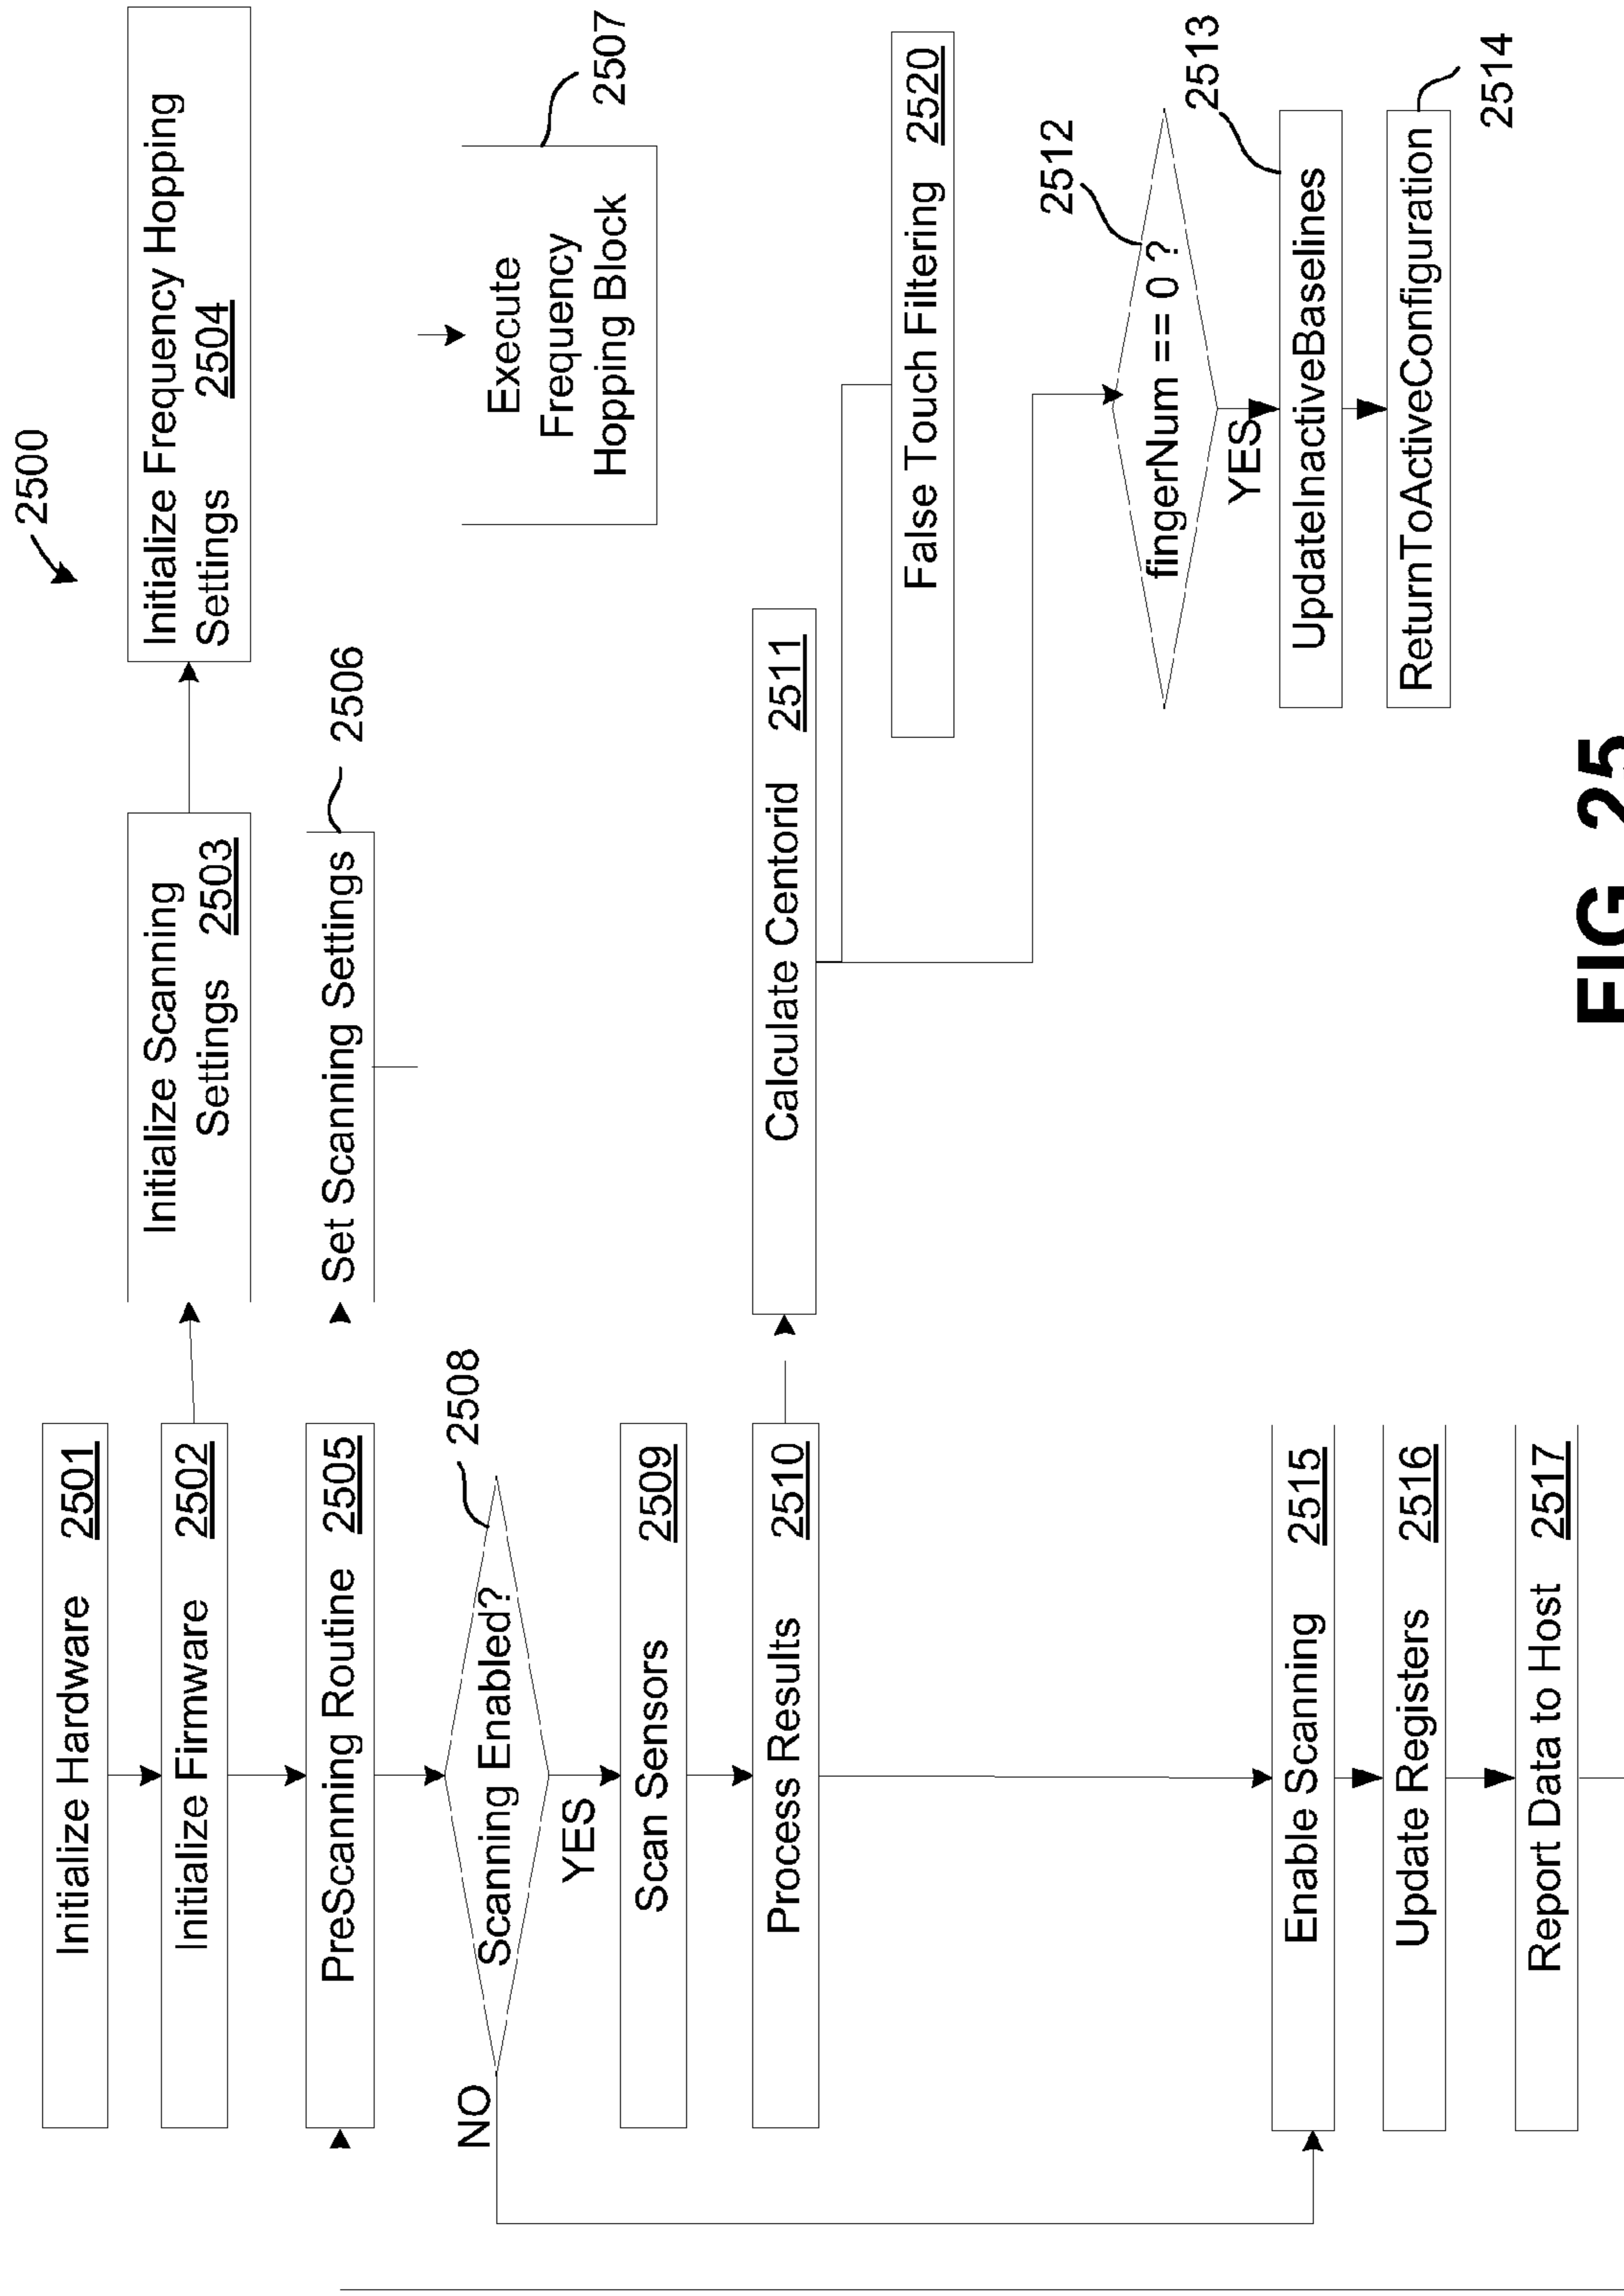 2500
Initialize Hardware 2501
Initialize Firmware 2502
Initialize Scanning
Settings 2503
Initialize Frequency Hopping
Settings 2504
PreScanning Routine 2505
Set Scanning Settings
2506
Execute
Frequency
Hopping Block
2507
2508
Scanning Enabled?
NO
YES
Scan Sensors 2509
Process Results 2510
Calculate Centorid 2511
False Touch Filtering 2520
2512
fingerNum == 0 ?
YES
2513
UpdateInactiveBaselines
ReturnToActiveConfiguration
2514
Enable Scanning 2515
Update Registers 2516
Report Data to Host 2517
FIG. 25